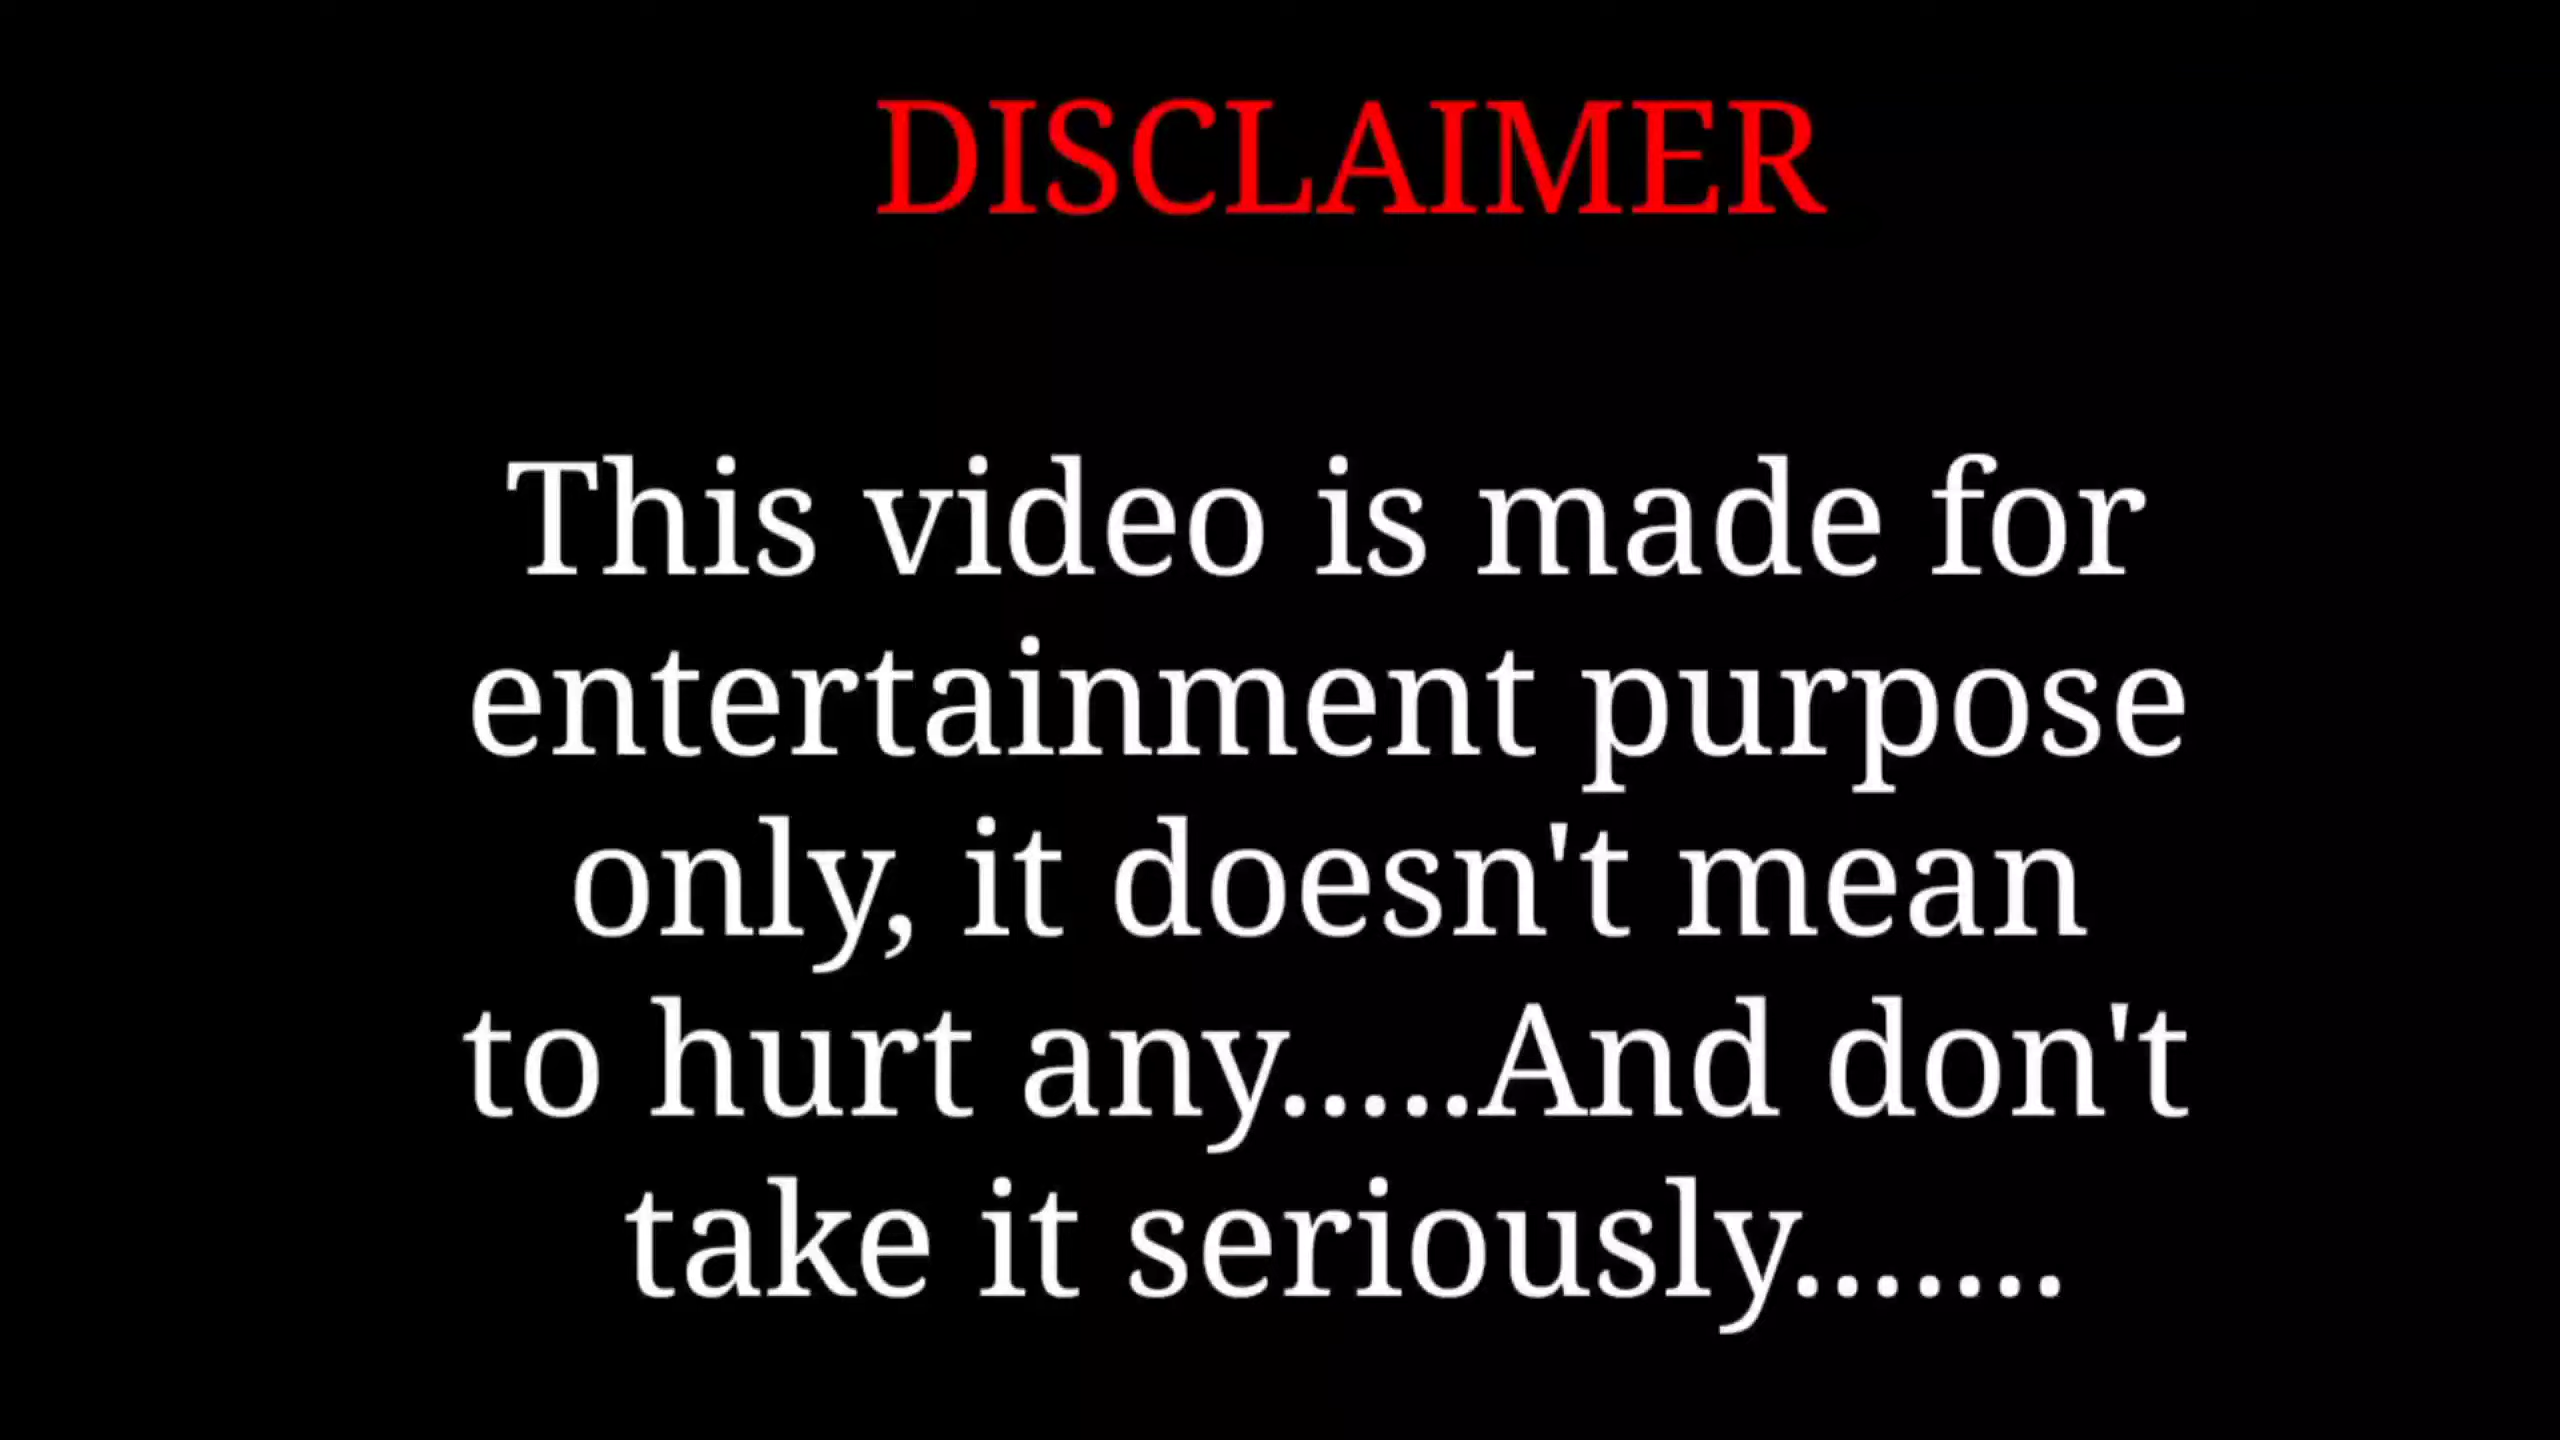 DISCLAIMER
This video is made for
entertainment purpose
only, it doesn't mean
to hurt any.....And don't
take it seriously.......